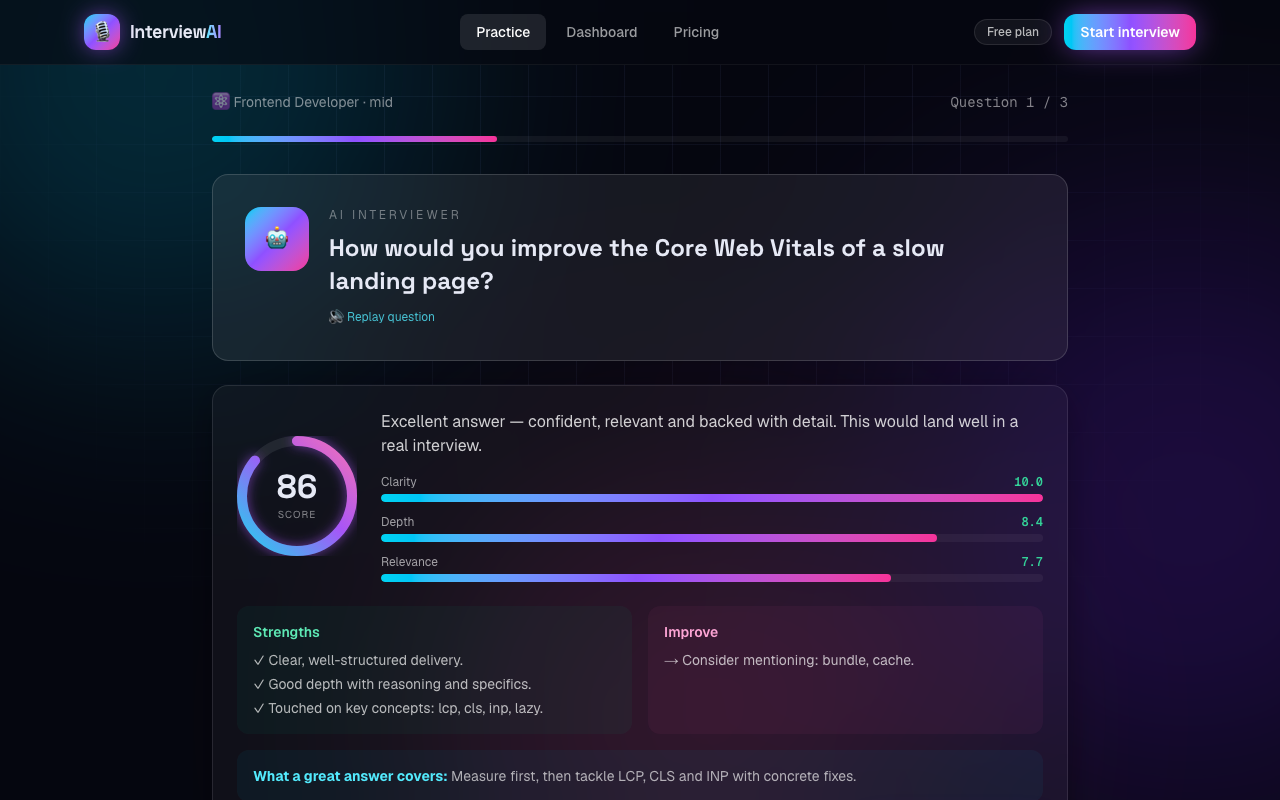 InterviewAI
Practice
Dashboard
Pricing
Free plan
Start interview
Frontend Developer · mid
Question 1 / 3
AI INTERVIEWER
How would you improve the Core Web Vitals of a slow
landing page?
Replay question
86
SCORE
Excellent answer — confident, relevant and backed with detail. This would land well in a
real interview.
Clarity
10.0
Depth
8.4
Relevance
7.7
Strengths
✓ Clear, well-structured delivery.
✓ Good depth with reasoning and specifics.
✓ Touched on key concepts: lcp, cls, inp, lazy.
Improve
→ Consider mentioning: bundle, cache.
What a great answer covers: Measure first, then tackle LCP, CLS and INP with concrete fixes.